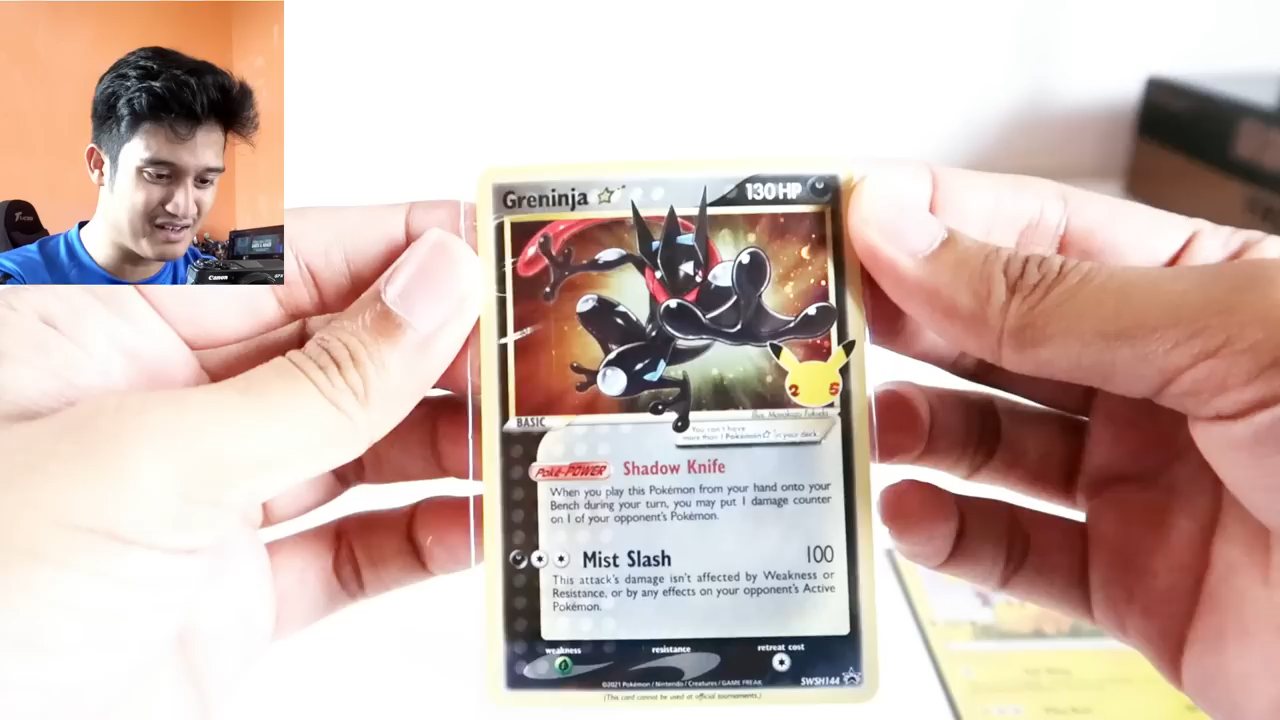 Canon
Greninja ☆ 130 HP
2 5
BASIC
Illus. Masakazu Fukuda
You can't have
more than 1 Pokémon ☆ in your deck.
Poké-POWER Shadow Knife
When you play this Pokémon from your hand onto your
Bench during your turn, you may put 1 damage counter
on 1 of your opponent's Pokémon.
Mist Slash 100
This attack's damage isn't affected by Weakness or
Resistance, or by any effects on your opponent's Active
Pokémon.
weakness resistance retreat cost
SWSH144
©2021 Pokémon / Nintendo / Creatures / GAME FREAK
(This card cannot be used at official tournaments.)